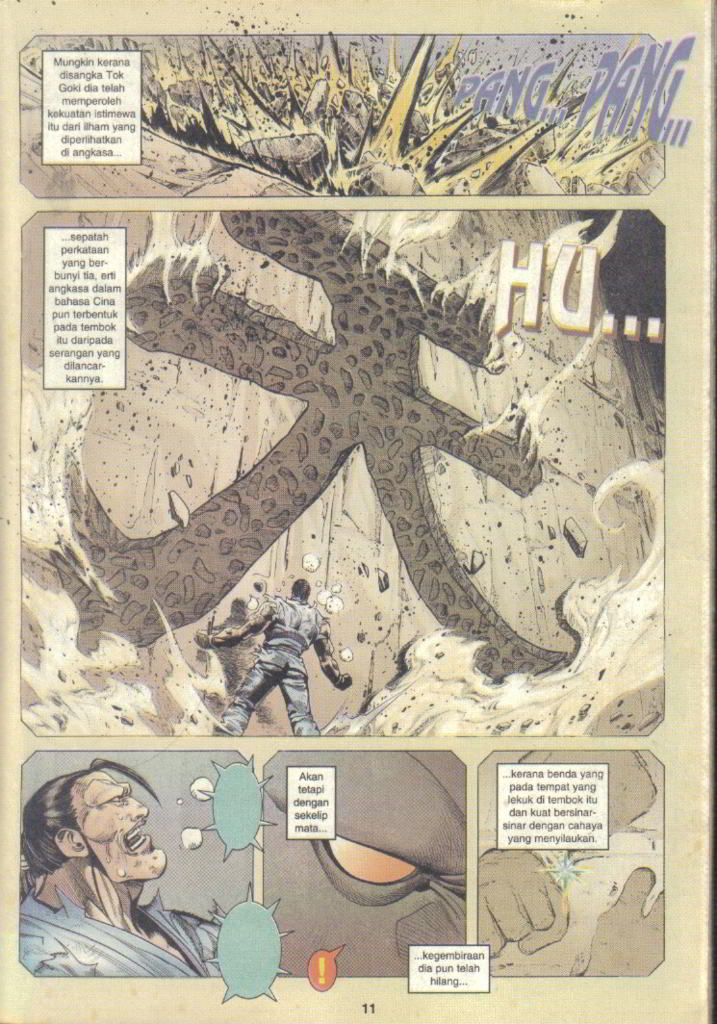 Mungkin kerana
disangka Tok
Goki dia telah
memperoleh
kekuatan istimewa
itu dari ilham yang
diperlihatkan
di angkasa...
PANG... PANG...
...sepatah
perkataan
yang ber-
bunyi tia, erti
angkasa dalam
bahasa Cina
pun terbentuk
pada tembok
itu daripada
serangan yang
dilancar-
kannya.
HU...
天
Akan
tetapi
dengan
sekelip
mata...
...kerana benda yang
pada tempat yang
lekuk di tembok itu
dan kuat bersinar-
sinar dengan cahaya
yang menyilaukan.
!
...kegembiraan
dia pun telah
hilang...
11